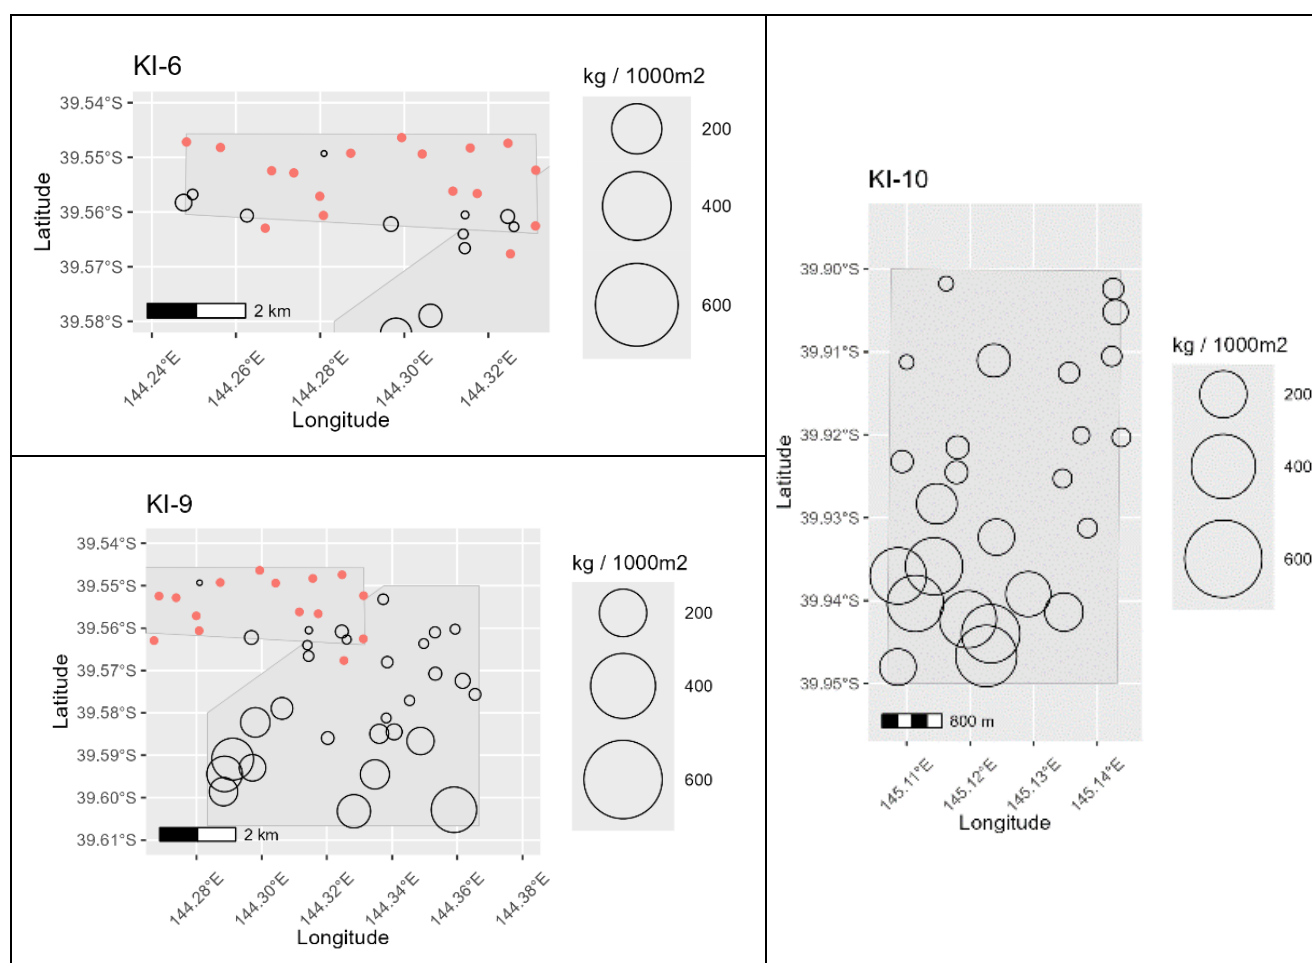 KI-6
kg / 1000m2
200
400
600
39.54°S
39.55°S
39.56°S
39.57°S
39.58°S
Latitude
2 km
144.24°E
144.26°E
144.28°E
144.30°E
144.32°E
Longitude
KI-9
kg / 1000m2
200
400
600
39.54°S
39.55°S
39.56°S
39.57°S
39.58°S
39.59°S
39.60°S
39.61°S
Latitude
2 km
144.28°E
144.30°E
144.32°E
144.34°E
144.36°E
144.38°E
Longitude
KI-10
kg / 1000m2
200
400
600
39.90°S
39.91°S
39.92°S
39.93°S
39.94°S
39.95°S
Latitude
800 m
145.11°E
145.12°E
145.13°E
145.14°E
Longitude